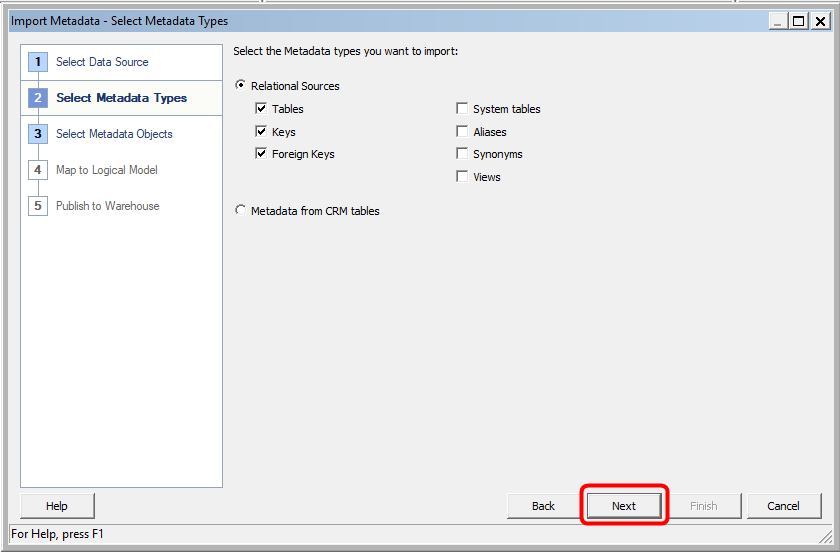 Import Metadata - Select Metadata Types
1 Select Data Source
2 Select Metadata Types
3 Select Metadata Objects
4 Map to Logical Model
5 Publish to Warehouse
Select the Metadata types you want to import:
Relational Sources
Tables
System tables
Keys
Aliases
Foreign Keys
Synonyms
Views
Metadata from CRM tables
Help
Back
Next
Finish
Cancel
For Help, press F1